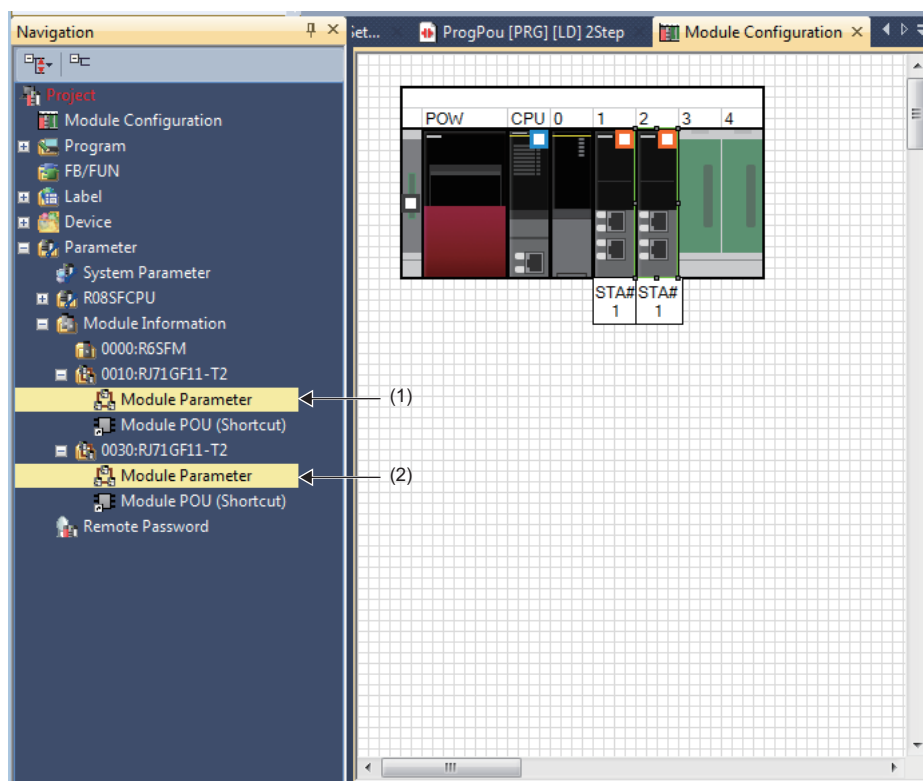 Navigation
Project
Module Configuration
Program
FB/FUN
Label
Device
Parameter
System Parameter
R08SFCPU
Module Information
0000:R6SFM
0010:RJ71GF11-T2
Module Parameter
Module POU (Shortcut)
0030:RJ71GF11-T2
Module Parameter
Module POU (Shortcut)
Remote Password
(1)
(2)
Set... ProgPou [PRG] [LD] 2Step Module Configuration
POW CPU 0 1 2 3 4
STA# STA#
1 1